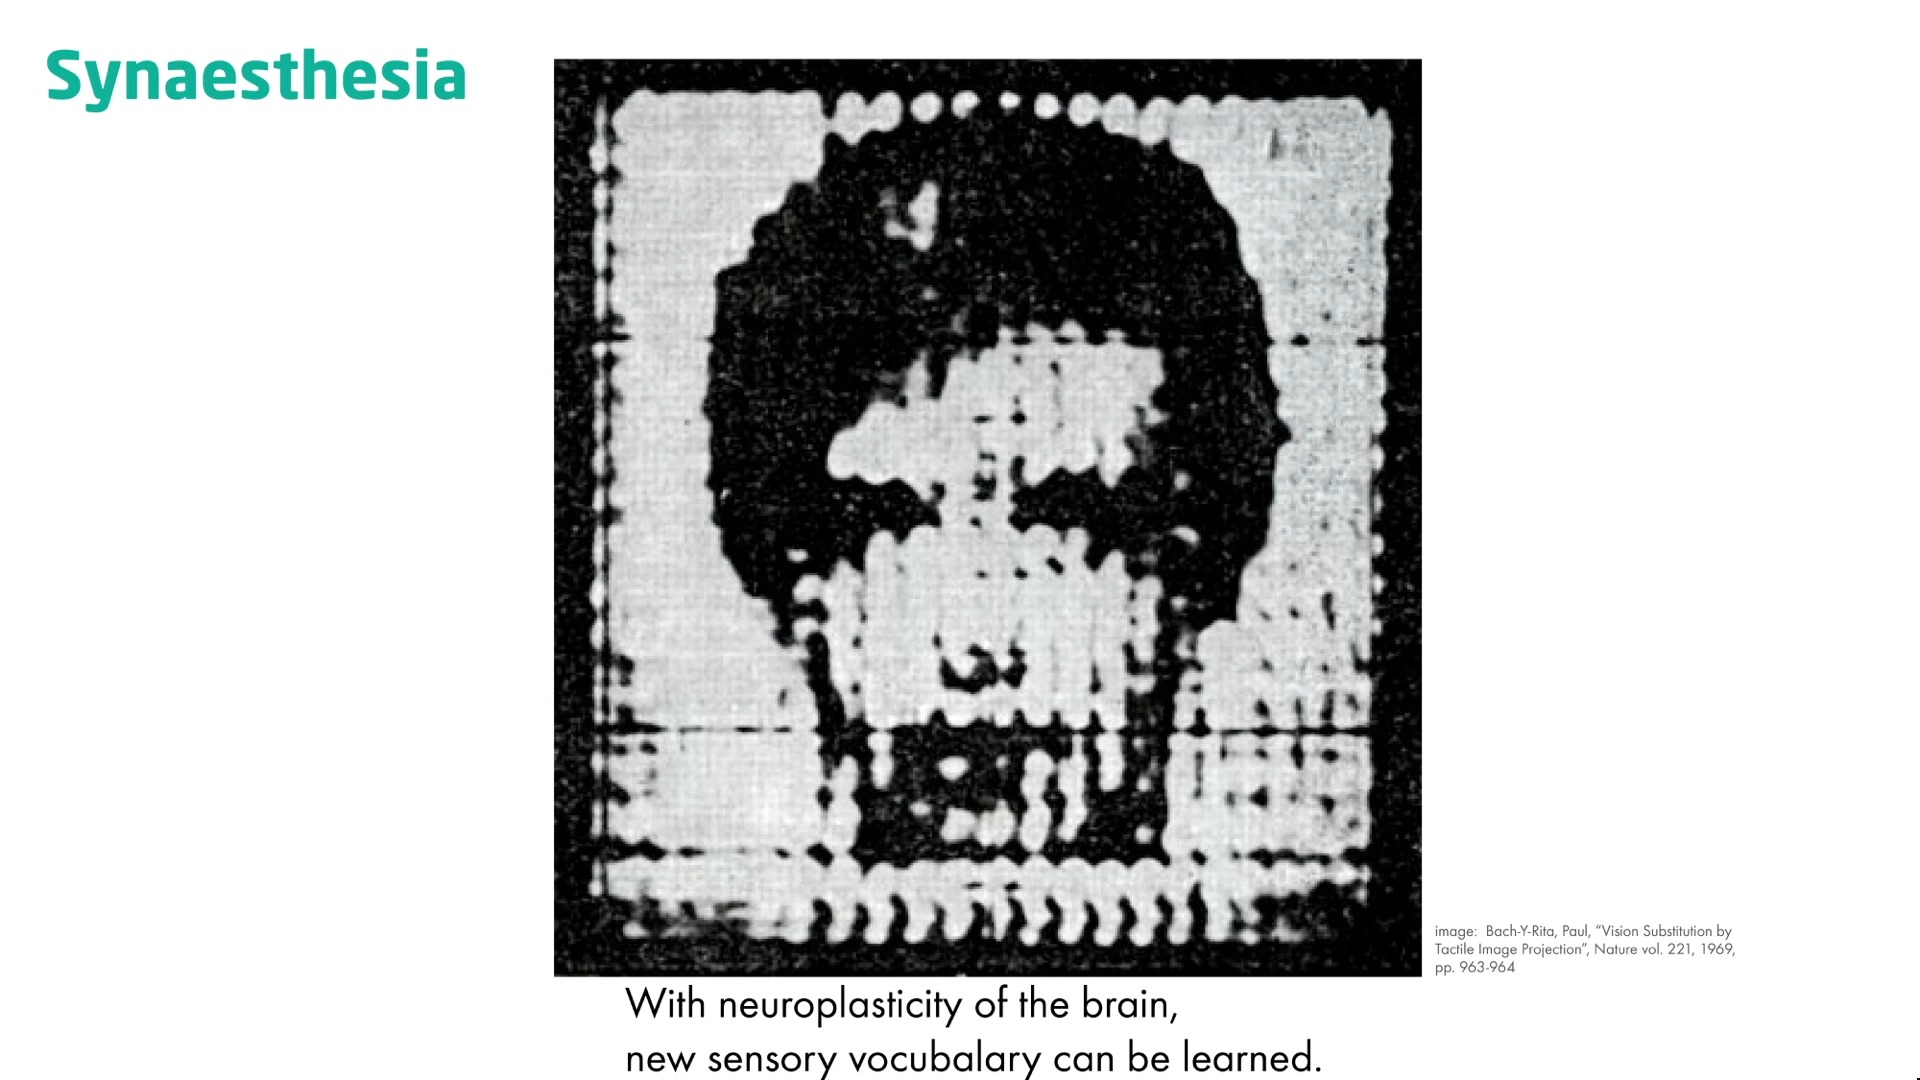 Synaesthesia
image:  Bach-Y-Rita, Paul, “Vision Substitution by
Tactile Image Projection”, Nature vol. 221, 1969,
pp. 963-964
With neuroplasticity of the brain,
new sensory vocubalary can be learned.